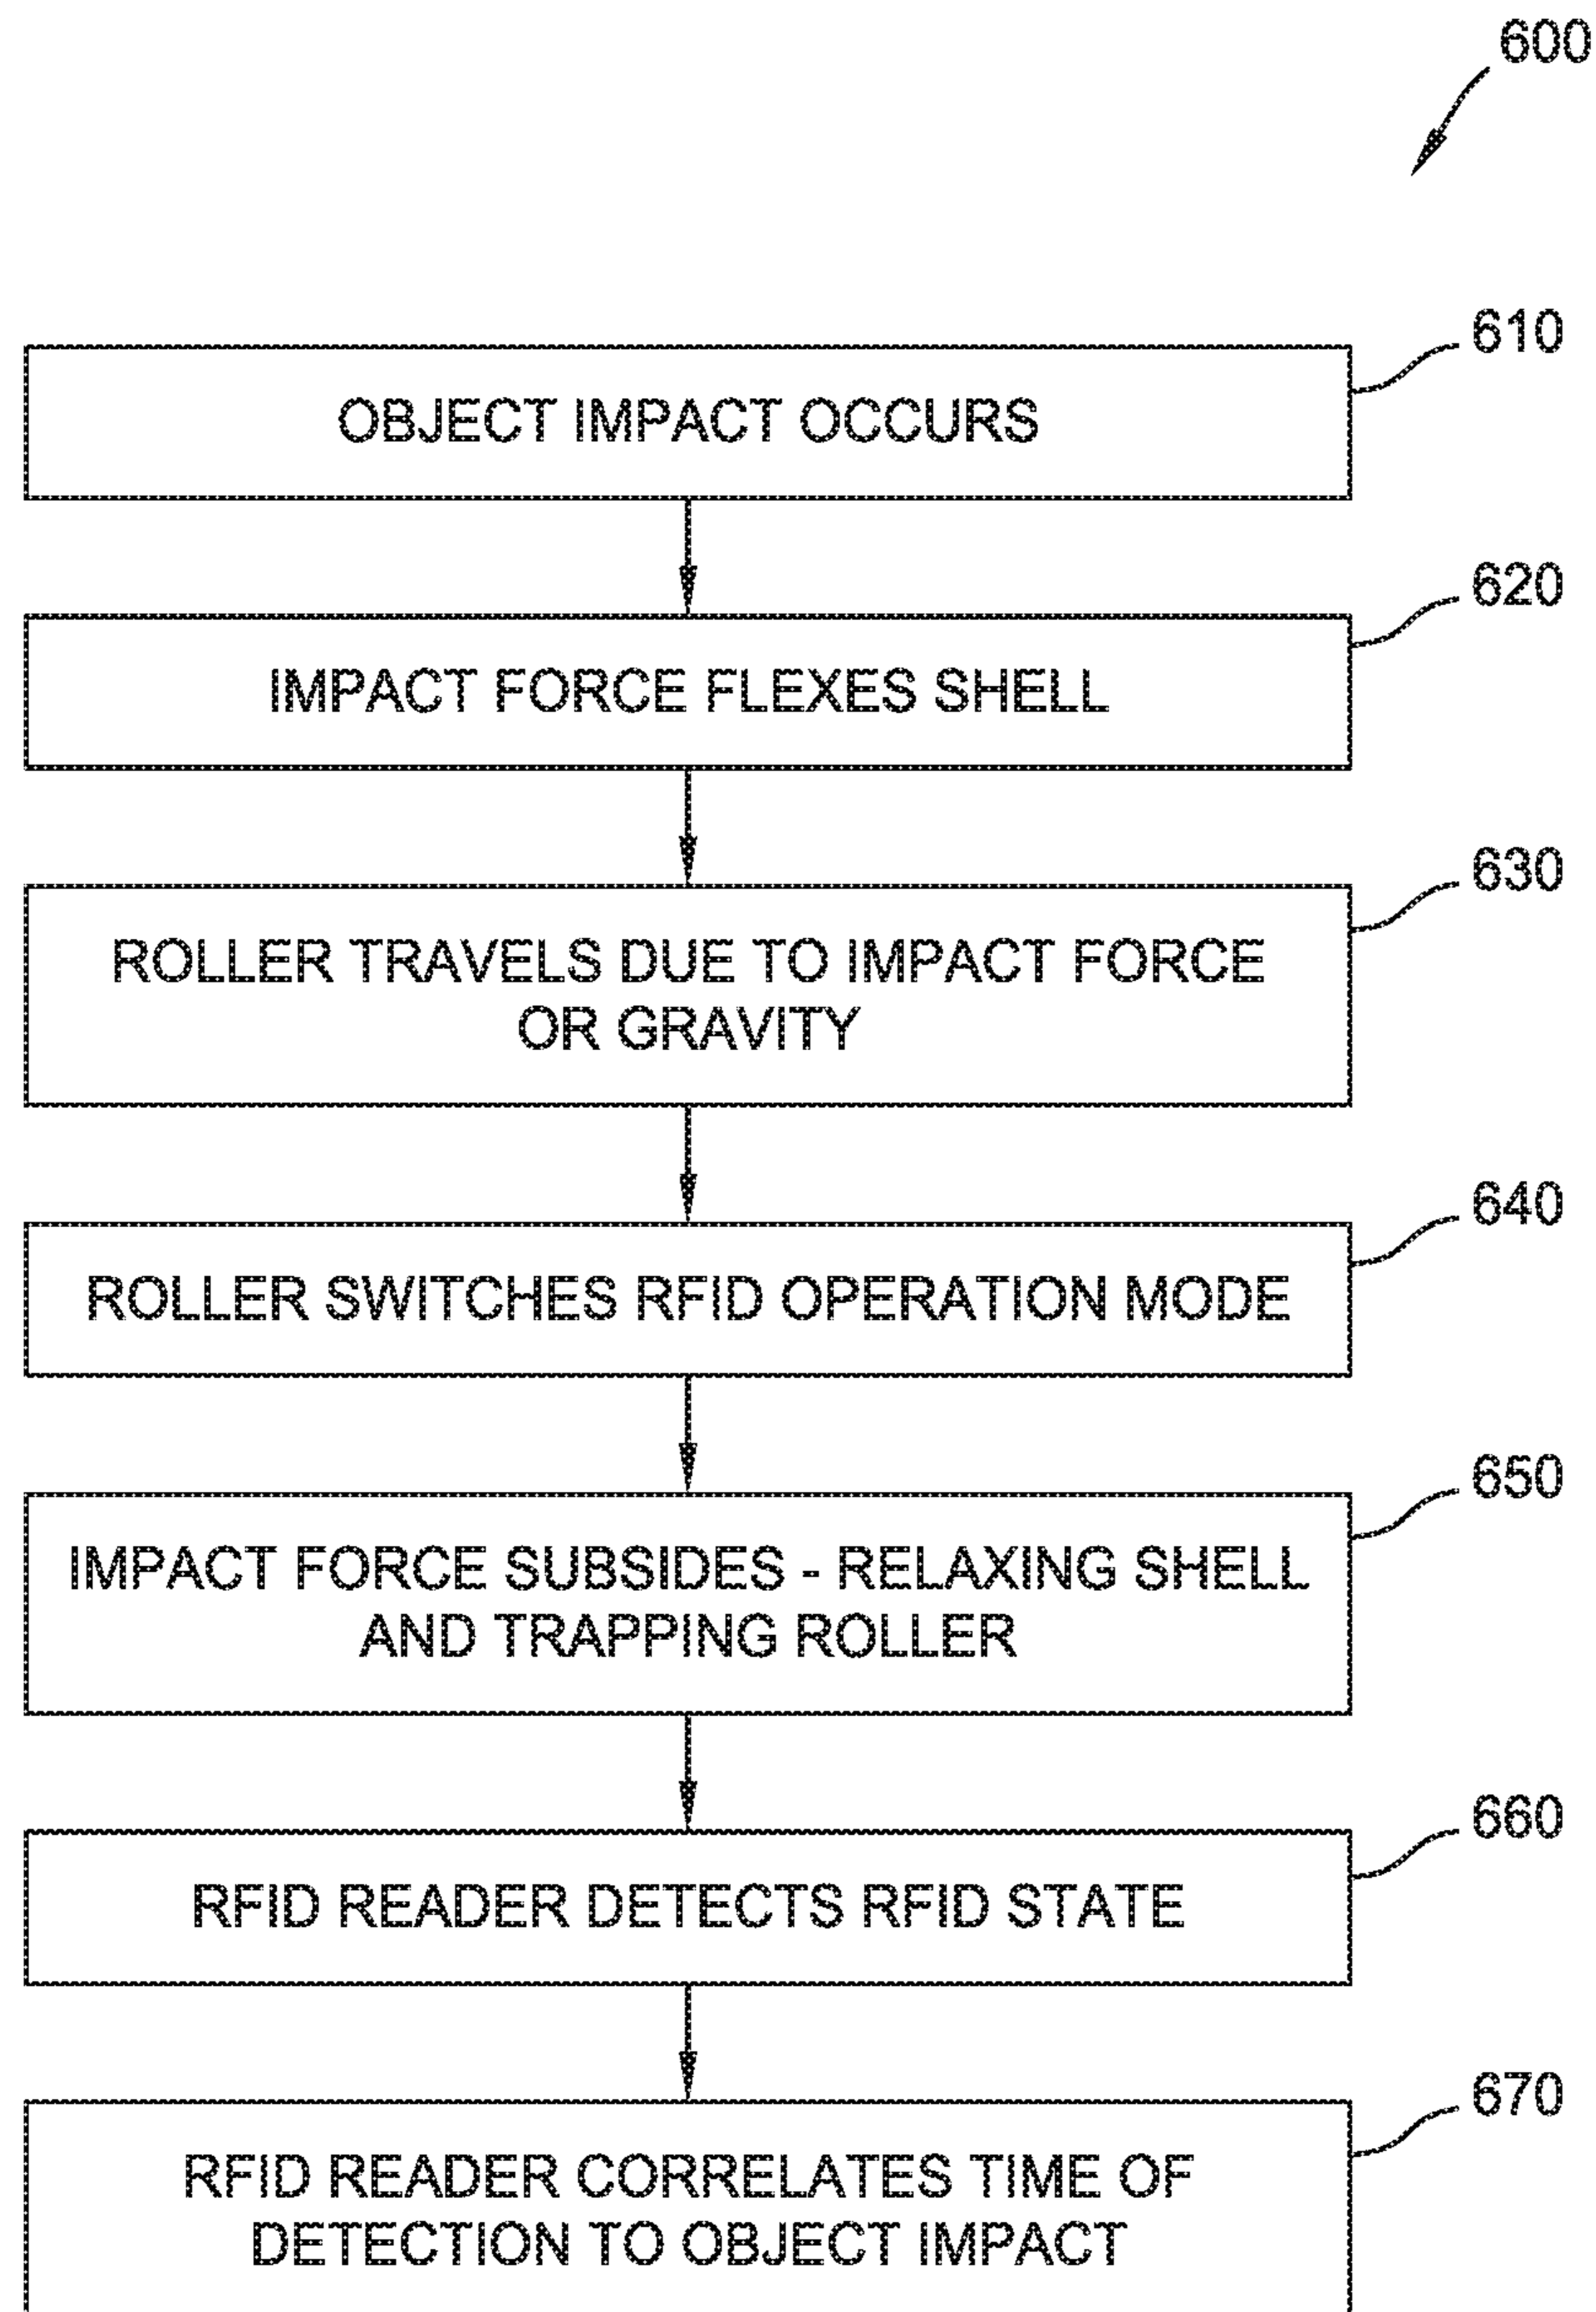 600
610
OBJECT IMPACT OCCURS
620
IMPACT FORCE FLEXES SHELL
630
ROLLER TRAVELS DUE TO IMPACT FORCE
OR GRAVITY
640
ROLLER SWITCHES RFID OPERATION MODE
650
IMPACT FORCE SUBSIDES - RELAXING SHELL
AND TRAPPING ROLLER
660
RFID READER DETECTS RFID STATE
670
RFID READER CORRELATES TIME OF
DETECTION TO OBJECT IMPACT